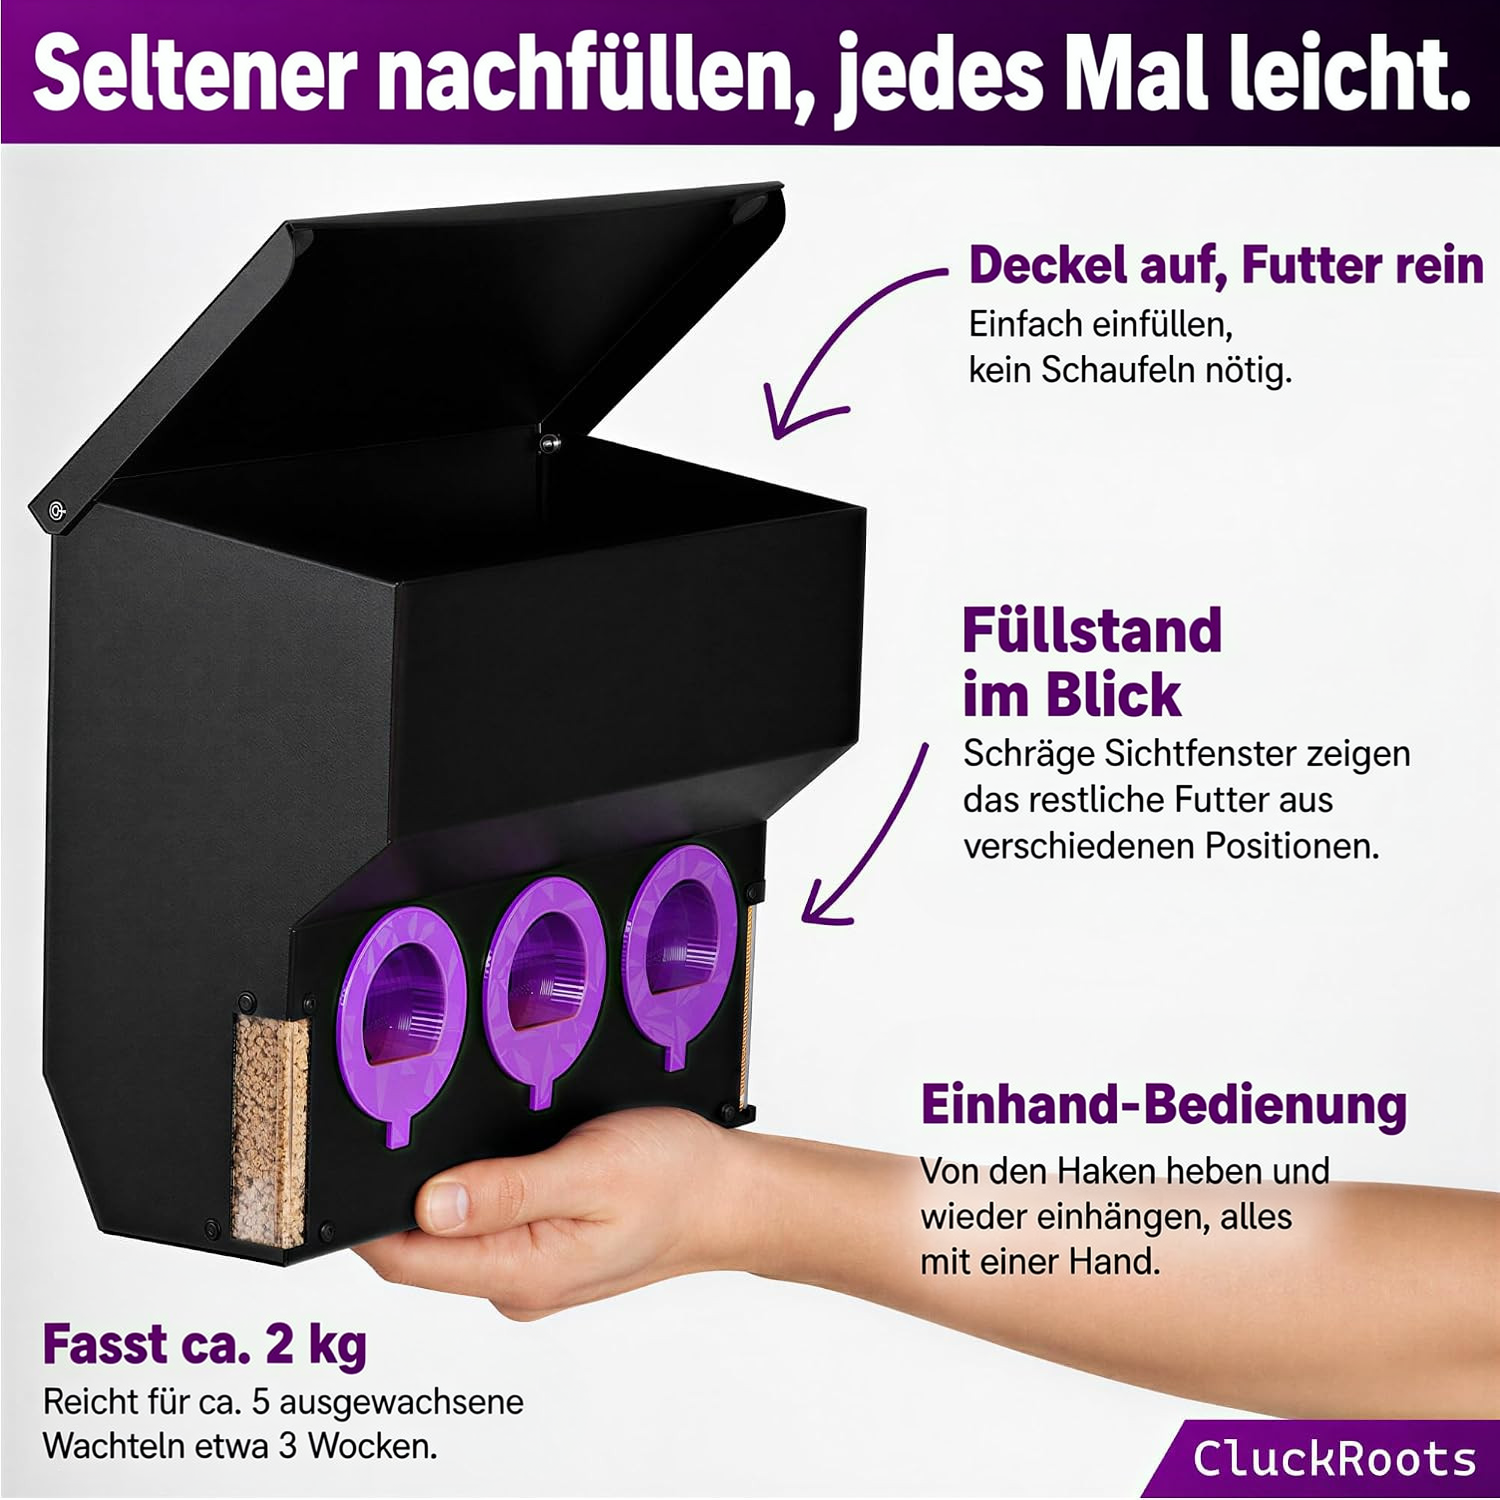 Seltener nachfüllen, jedes Mal leicht.
Deckel auf, Futter rein
Einfach einfüllen,
kein Schaufeln nötig.
Füllstand
im Blick
Schräge Sichtfenster zeigen
das restliche Futter aus
verschiedenen Positionen.
Einhand-Bedienung
Von den Haken heben und
wieder einhängen, alles
mit einer Hand.
Fasst ca. 2 kg
Reicht für ca. 5 ausgewachsene
Wachteln etwa 3 Wocken.
CluckRoots